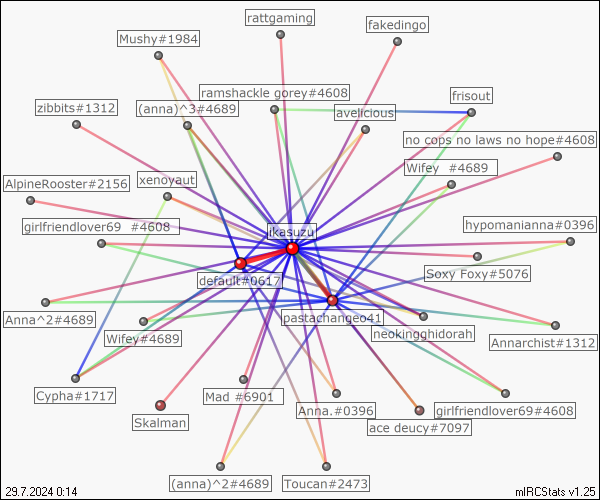 rattgaming
fakedingo
Mushy#1984
ramshackle gorey#4608
frisout
zibbits#1312
(anna)^3#4689
avelicious
no cops no laws no hope#4608
Wifey #4689
AlpineRooster#2156
xenoyaut
girlfriendlover69 #4608
ikasuzu
hypomanianna#0396
Soxy Foxy#5076
default#0617
pastachangeo41
Anna^2#4689
Wifey#4689
neokingghidorah
Annarchist#1312
Cypha#1717
Mad #6901
Anna.#0396
girlfriendlover69#4608
Skalman
ace deucy#7097
(anna)^2#4689
Toucan#2473
29.7.2024 0:14
mIRCStats v1.25